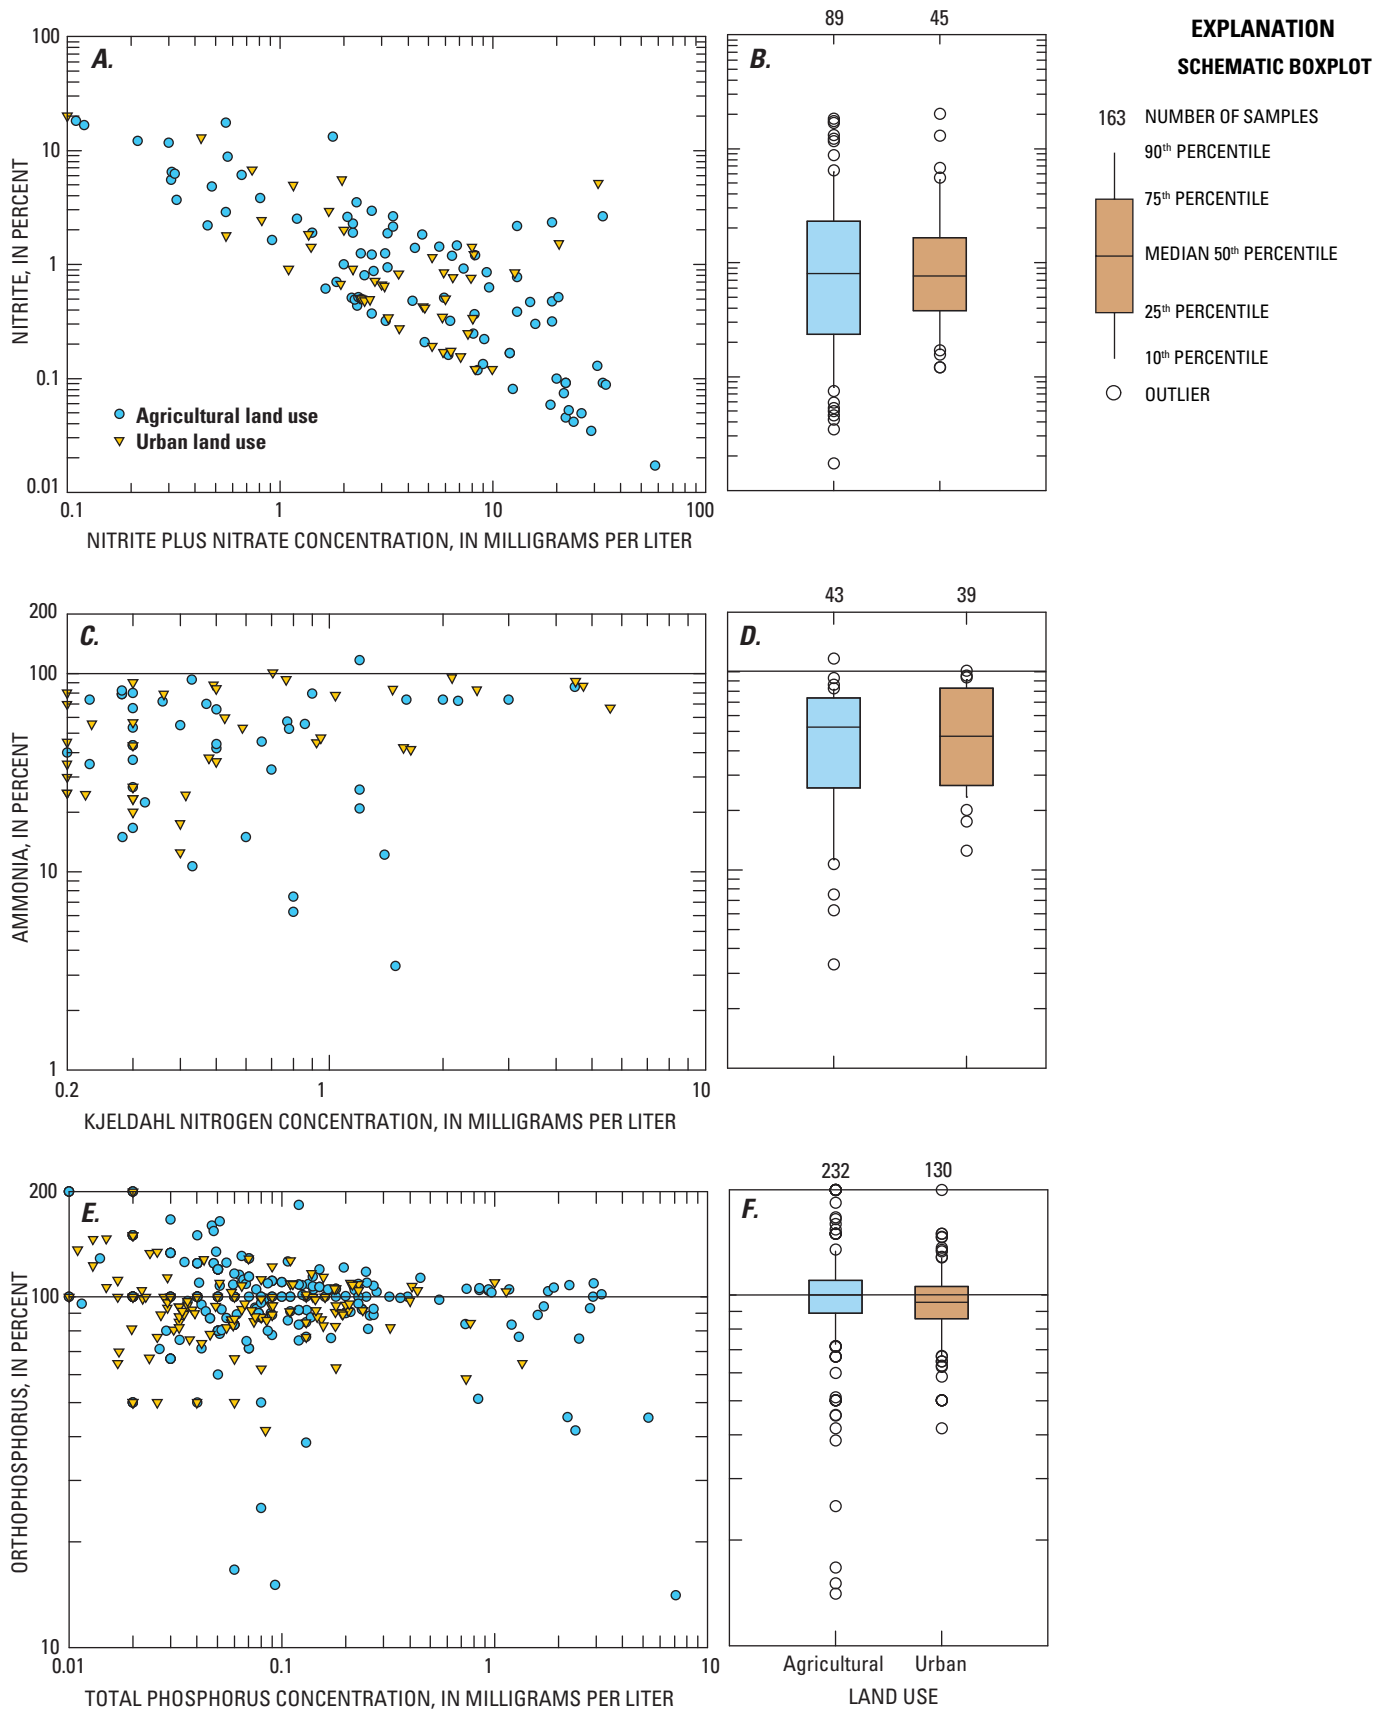 89
45
EXPLANATION
SCHEMATIC BOXPLOT
163 NUMBER OF SAMPLES
90th PERCENTILE
75th PERCENTILE
MEDIAN 50th PERCENTILE
25th PERCENTILE
10th PERCENTILE
OUTLIER
A.
B.
100
10
1
0.1
0.01
NITRITE, IN PERCENT
Agricultural land use
Urban land use
0.1
1
10
100
NITRITE PLUS NITRATE CONCENTRATION, IN MILLIGRAMS PER LITER
43
39
C.
D.
200
100
10
1
AMMONIA, IN PERCENT
0.2
1
10
KJELDAHL NITROGEN CONCENTRATION, IN MILLIGRAMS PER LITER
232
130
E.
F.
200
100
10
ORTHOPHOSPHORUS, IN PERCENT
0.01
0.1
1
10
TOTAL PHOSPHORUS CONCENTRATION, IN MILLIGRAMS PER LITER
Agricultural
Urban
LAND USE